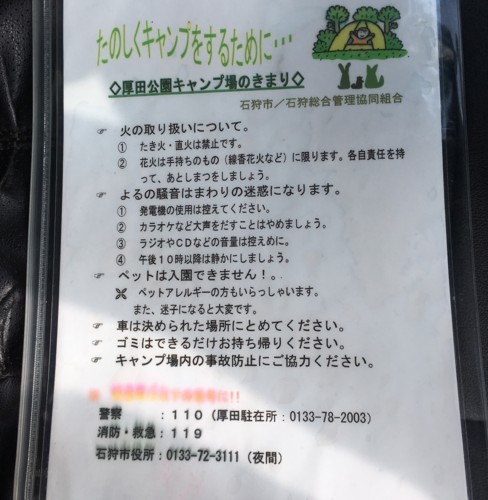 たのしくキャンプをするために・・・
◇厚田公園キャンプ場のきまり◇
石狩市／石狩総合管理協同組合
☞ 火の取り扱いについて。
① たき火・直火は禁止です。
② 花火は手持ちのもの（線香花火など）に限ります。各自責任を持
って、あとしまつをしましょう。
☞ よるの騒音はまわりの迷惑になります。
① 発電機の使用は控えてください。
② カラオケなど大声をだすことはやめましょう。
③ ラジオやCDなどの音量は控えめに。
④ 午後10時以降は静かにしましょう。
☞ ペットは入園できません！。
※ ペットアレルギーの方もいらっしゃいます。
また、迷子になると大変です。
☞ 車は決められた場所にとめてください。
☞ ゴミはできるだけお持ち帰りください。
☞ キャンプ場内の事故防止にご協力ください。
警察 ：110（厚田駐在所：0133-78-2003）
消防・救急：119
石狩市役所：0133-72-3111（夜間）